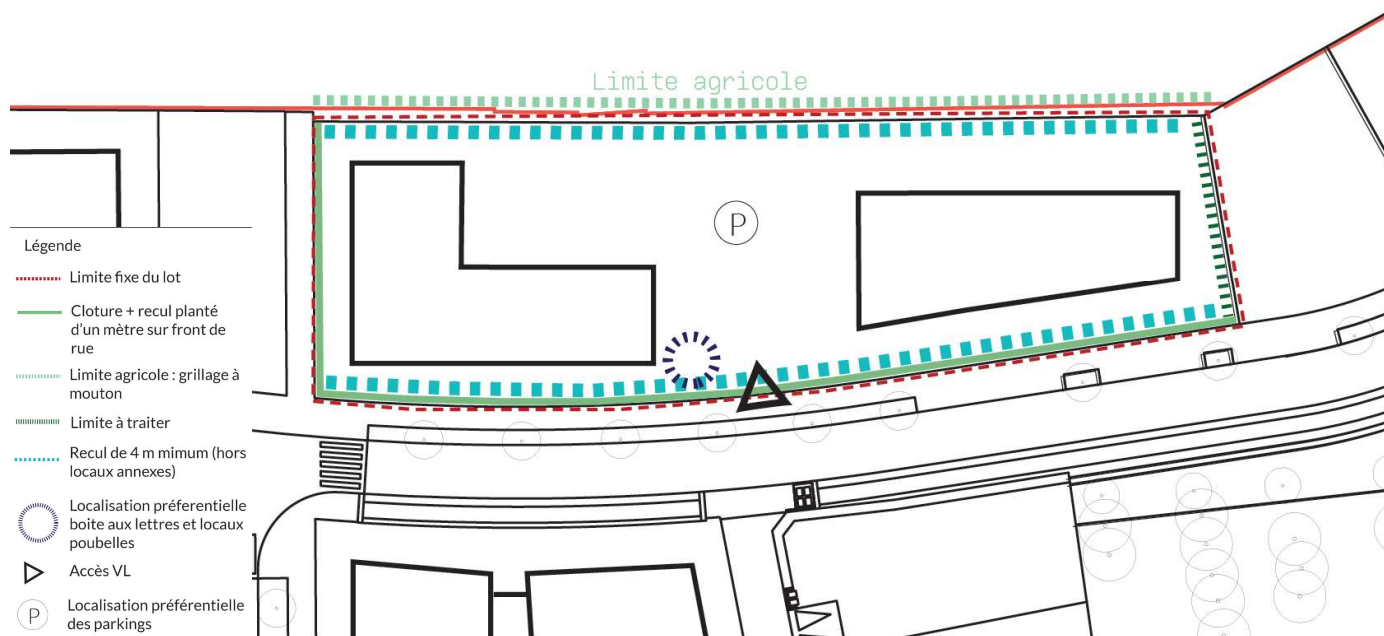 Limite agricole
P
Légende
Limite fixe du lot
Cloture + recul planté
d'un mètre sur front de
rue
Limite agricole : grillage à
mouton
Limite à traiter
Recul de 4 m mimum (hors
locaux annexes)
Localisation préferentielle
boite aux lettres et locaux
poubelles
Accès VL
P
Localisation préférentielle
des parkings